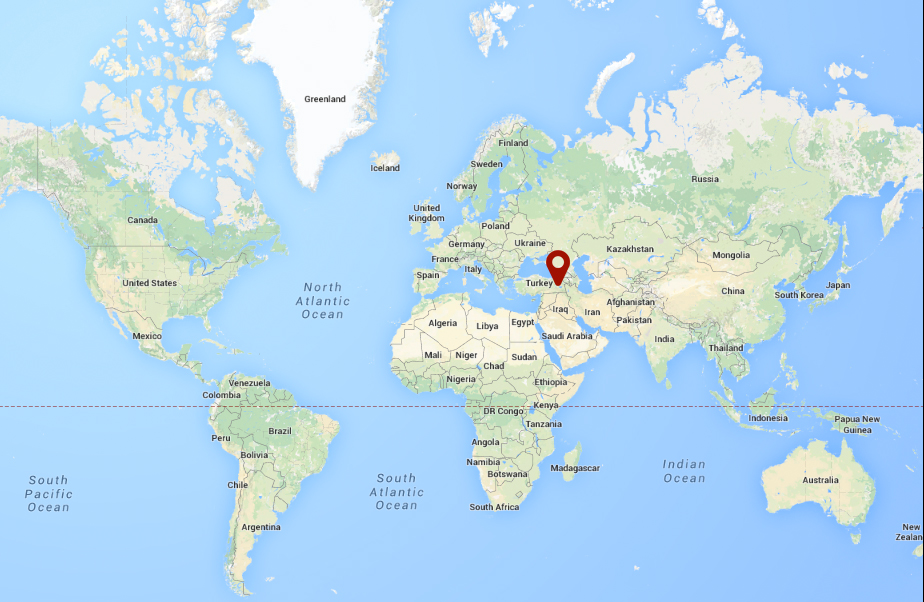 Greenland
Finland
Iceland
Sweden
Norway
Russia
United
Kingdom
Canada
Poland
Ukraine
Germany
Kazakhstan
Mongolia
France
Italy
Spain
United States
Turkey
North
Atlantic
Ocean
China
Japan
South Korea
Afghanistan
Iraq
Iran
Pakistan
Algeria
Libya
Egypt
Saudi Arabia
India
Mexico
Thailand
Mali
Niger
Chad
Sudan
Nigeria
Ethiopia
Venezuela
Colombia
Kenya
DR Congo
Indonesia
Papua New
Guinea
Tanzania
Brazil
Peru
Angola
Bolivia
Namibia
Botswana
Madagascar
Indian
Ocean
South
Pacific
Ocean
Chile
South
Atlantic
Ocean
Australia
South Africa
Argentina
New
Zealan